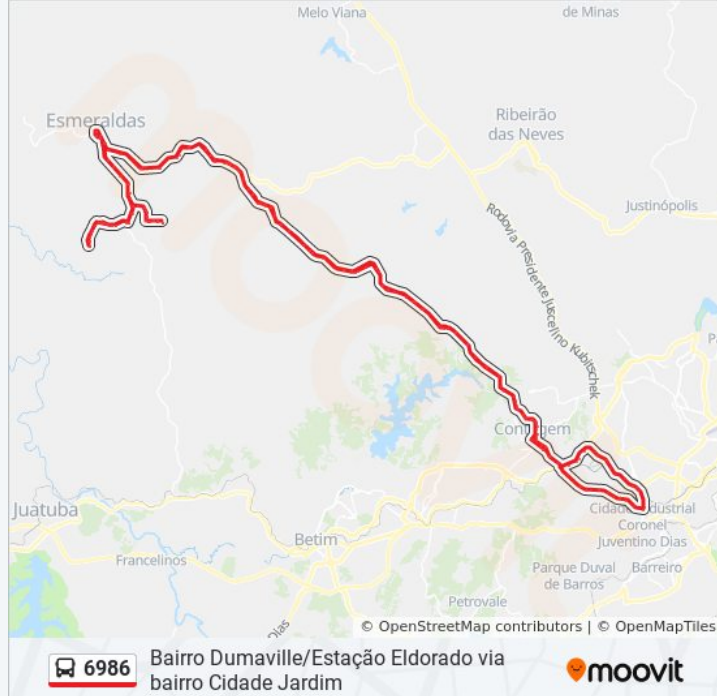 Melo Viana
de Minas
Esmeraldas
Ribeirão
das Neves
Justinópolis
Rodovia Presidente Juscelino Kubitschek
Contagem
Juatuba
Cidade Industrial
Coronel
Juventino Dias
Betim
Francelinos
Parque Duval
de Barros
Barreiro
Petrovale
© OpenStreetMap contributors | © OpenMapTiles
6986
Bairro Dumaville/Estação Eldorado via
bairro Cidade Jardim
moovit